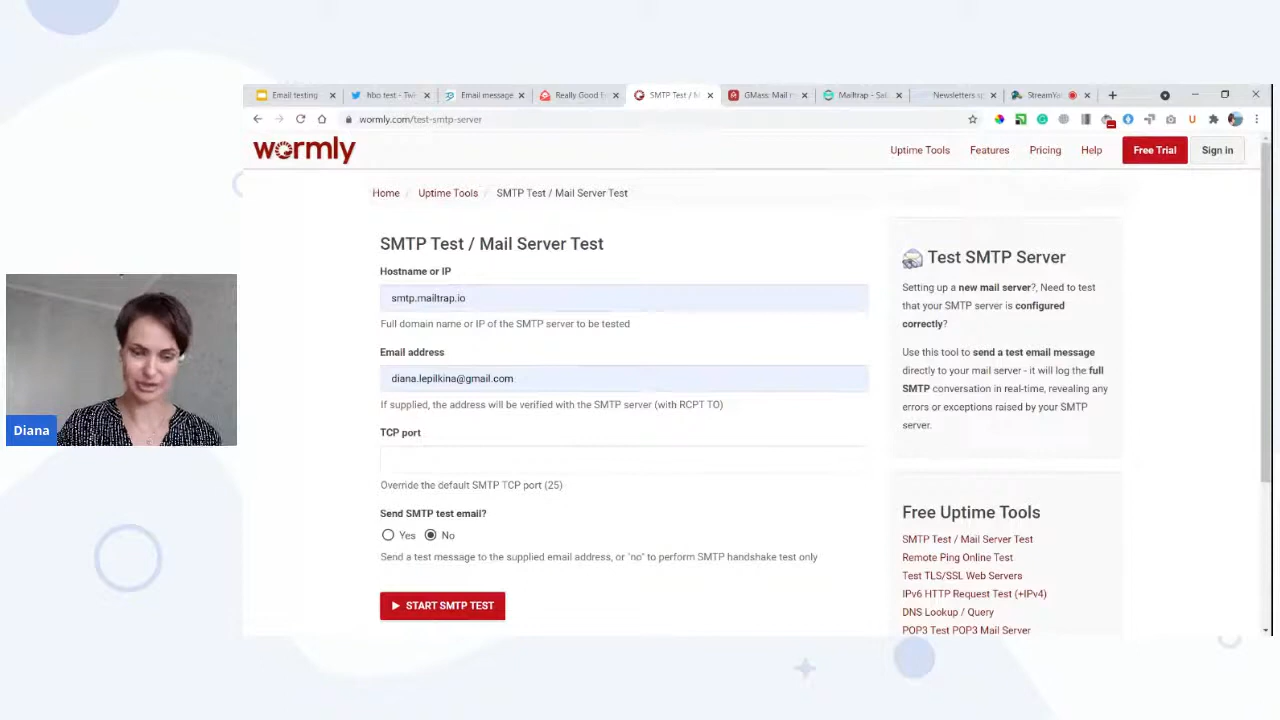 Email testing
hbo test - Twi
Email message
Really Good E
SMTP Test / M
GMass: Mail m
Mailtrap - Saf
Newsletters sp
StreamYa
wormly.com/test-smtp-server
wormly
Uptime Tools
Features
Pricing
Help
Free Trial
Sign in
Home / Uptime Tools / SMTP Test / Mail Server Test
SMTP Test / Mail Server Test
Hostname or IP
smtp.mailtrap.io
Full domain name or IP of the SMTP server to be tested
Email address
diana.lepilkina@gmail.com
If supplied, the address will be verified with the SMTP server (with RCPT TO)
TCP port
Override the default SMTP TCP port (25)
Send SMTP test email?
Yes No
Send a test message to the supplied email address, or "no" to perform SMTP handshake test only
START SMTP TEST
Test SMTP Server
Setting up a new mail server?, Need to test
that your SMTP server is configured
correctly?
Use this tool to send a test email message
directly to your mail server - it will log the full
SMTP conversation in real-time, revealing any
errors or exceptions raised by your SMTP
server.
Free Uptime Tools
SMTP Test / Mail Server Test
Remote Ping Online Test
Test TLS/SSL Web Servers
IPv6 HTTP Request Test (+IPv4)
DNS Lookup / Query
POP3 Test POP3 Mail Server
Diana